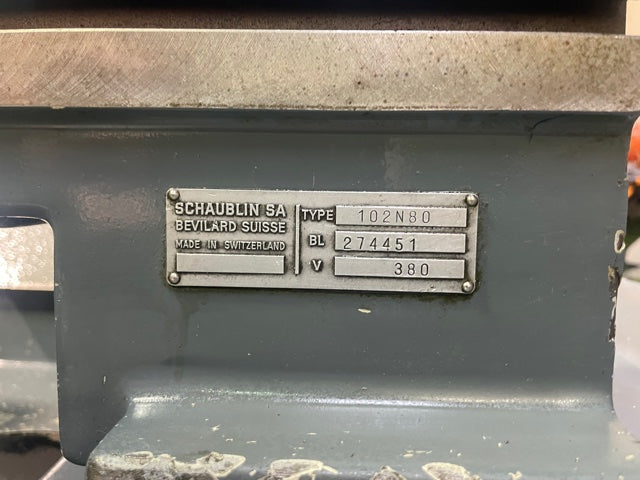 SCHAUBLIN SA
BEVILARD SUISSE
MADE IN SWITZERLAND
TYPE 102N80
BL 274451
V 380